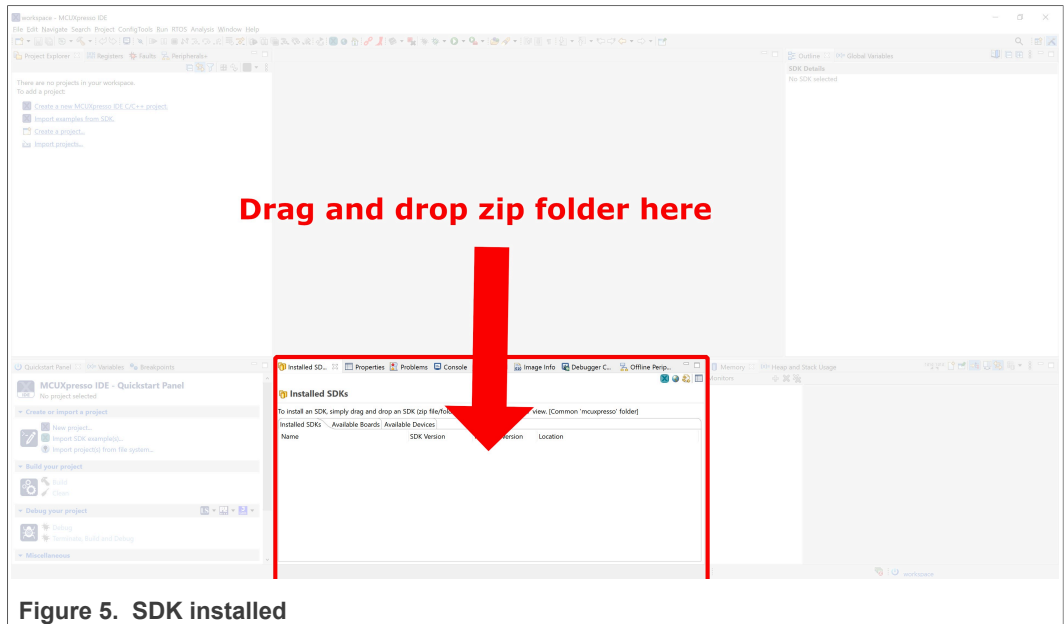 workspace - MCUXpresso IDE
File Edit Navigate Search Project ConfigTools Run RTOS Analysis Window Help
Project Explorer Registers Faults Peripherals+
Outline Global Variables
There are no projects in your workspace.
To add a project:
Create a new MCUXpresso IDE C/C++ project.
Import examples from SDK.
Create a project...
Import projects...
SDK Details
No SDK selected
Drag and drop zip folder here
Quickstart Panel Variables Breakpoints
Installed SD... Properties Problems Console Image Info Debugger C... Offline Perip...
Memory Heap and Stack Usage
MCUXpresso IDE - Quickstart Panel
No project selected
Monitors
Installed SDKs
To install an SDK, simply drag and drop an SDK (zip file/fol view. [Common 'mcuxpresso' folder]
Installed SDKs Available Boards Available Devices
Name SDK Version Version Location
Create or import a project
New project...
Import SDK example(s)...
Import project(s) from file system...
Build your project
Build
Clean
Debug your project
Debug
Terminate, Build and Debug
Miscellaneous
workspace
Figure 5. SDK installed